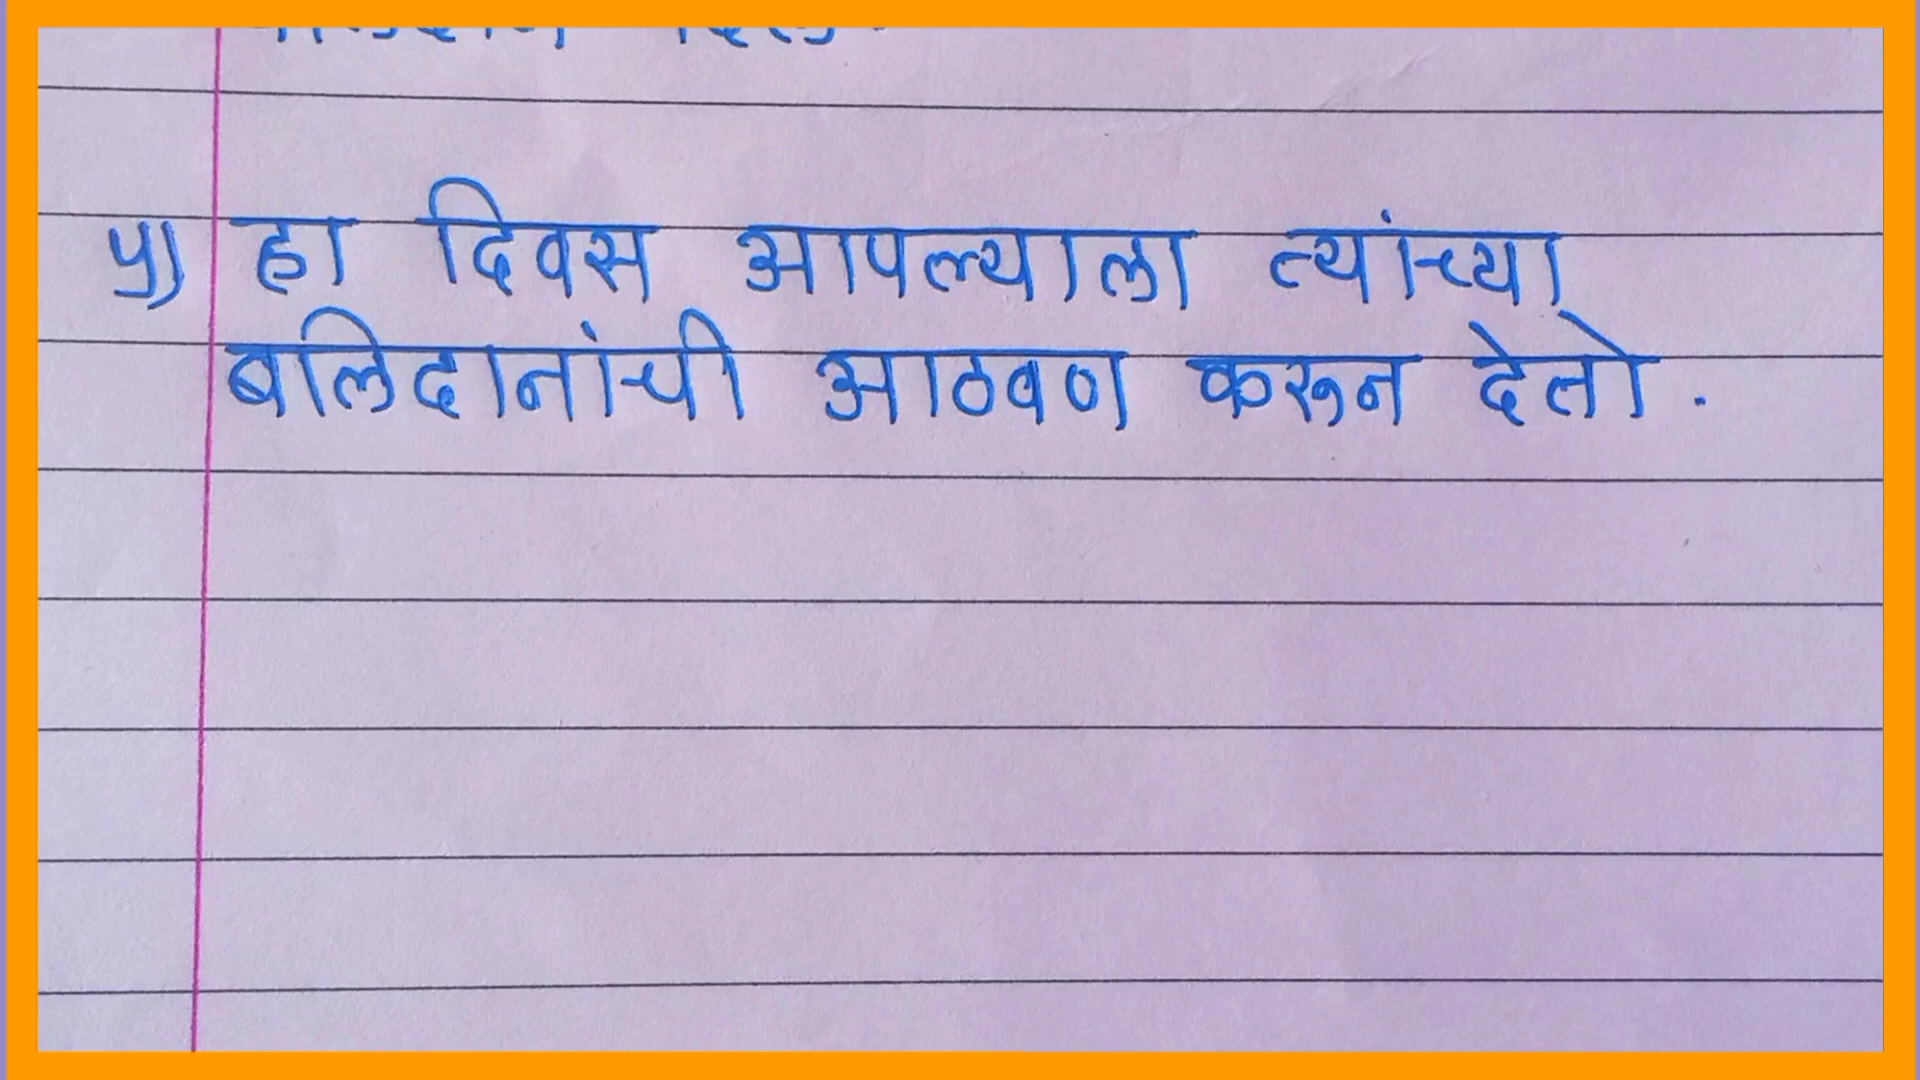 ५) हा दिवस आपल्याला त्यांच्या
बलिदानांची आठवण करून देतो.